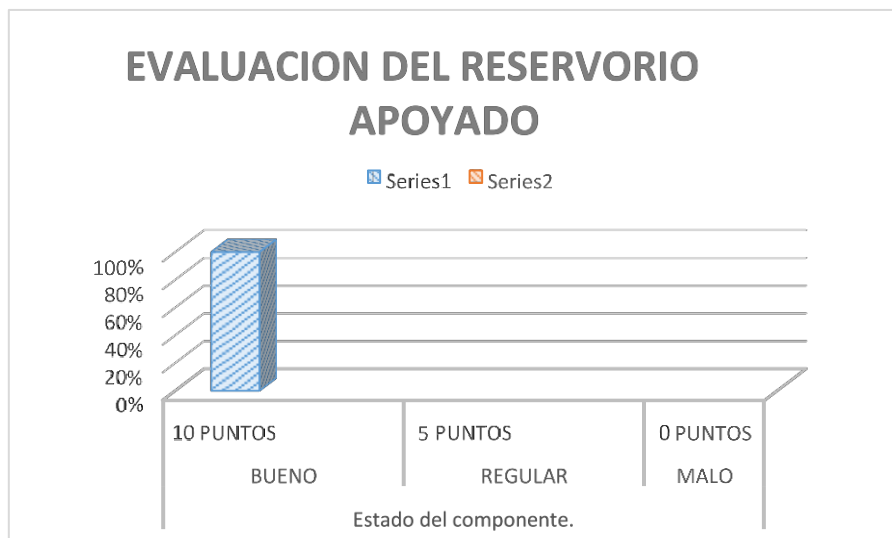 EVALUACION DEL RESERVORIO
APOYADO
Series1 Series2
100%
80%
60%
40%
20%
0%
10 PUNTOS 5 PUNTOS 0 PUNTOS
BUENO REGULAR MALO
Estado del componente.